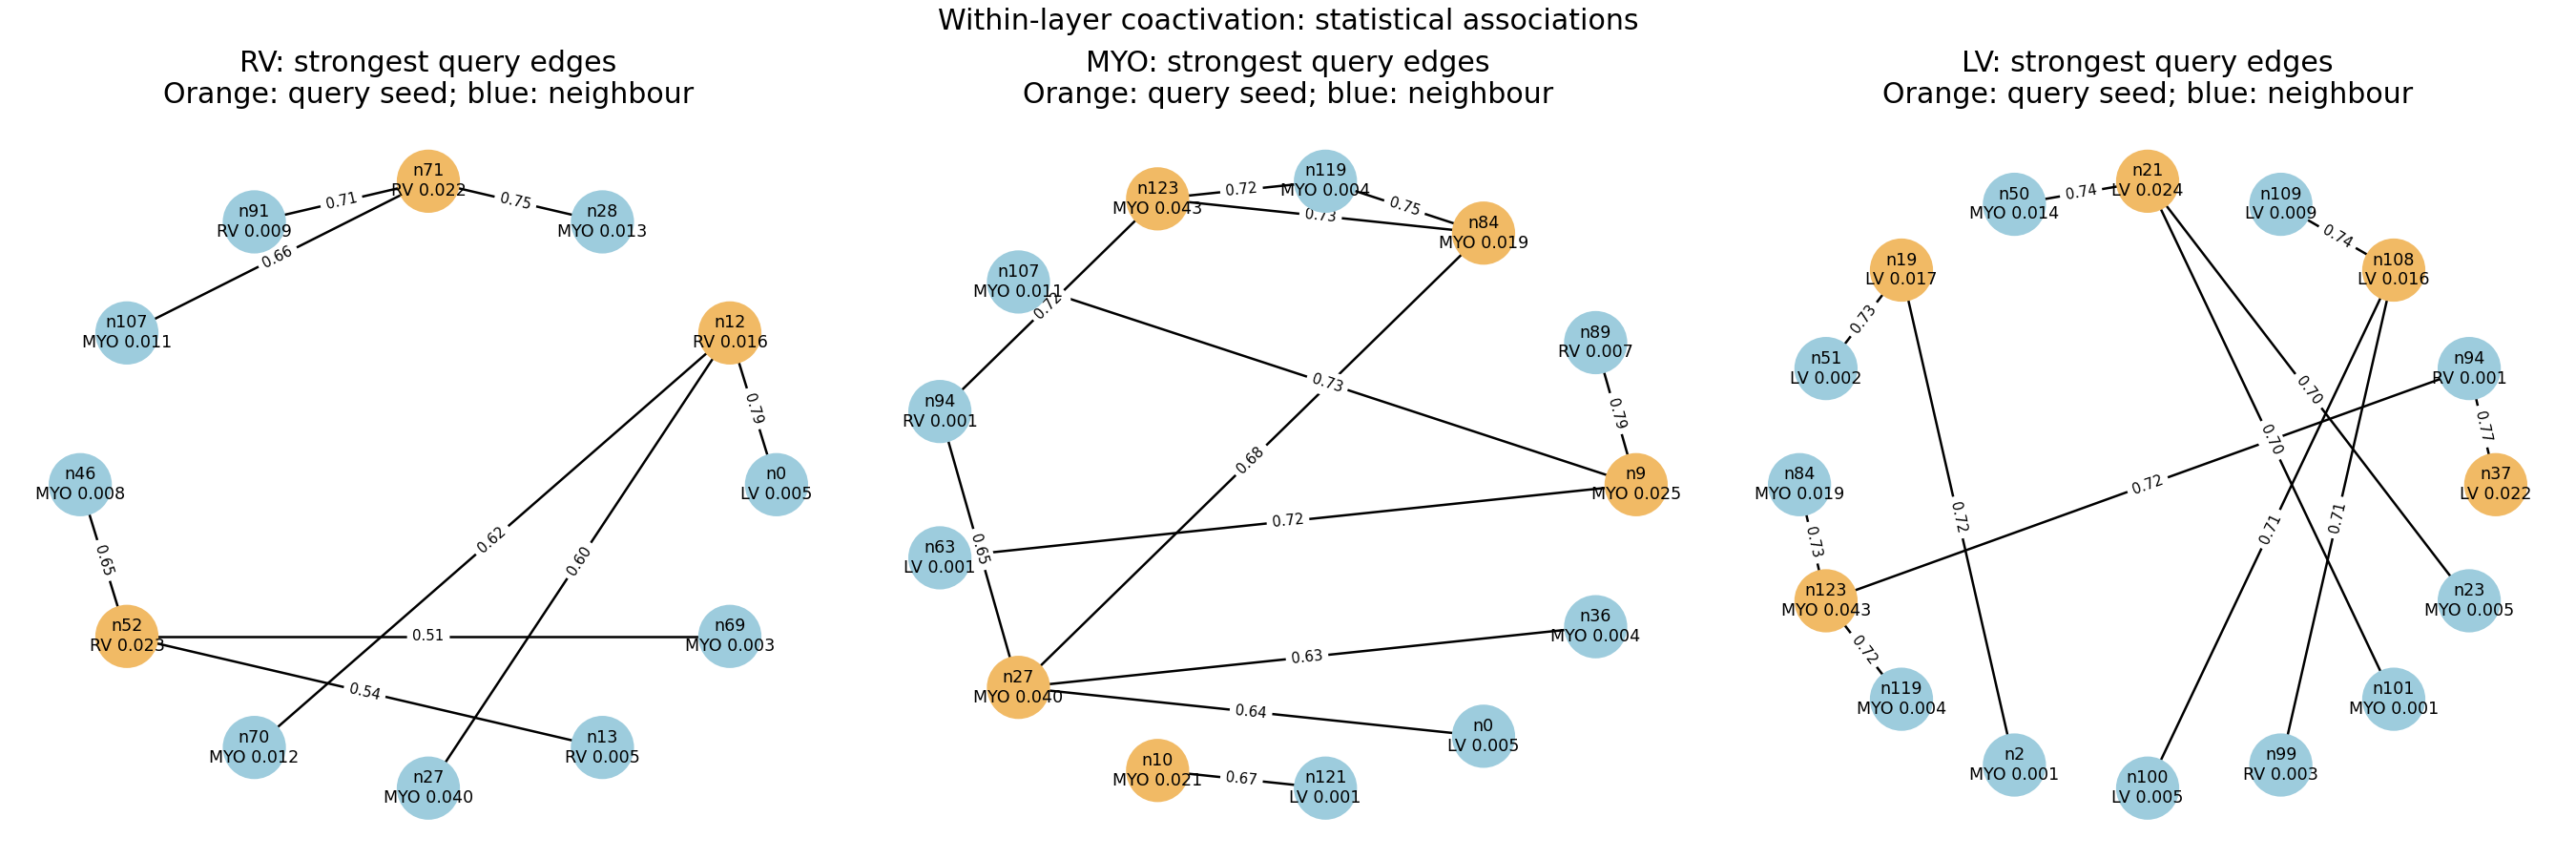 Within-layer coactivation: statistical associations
RV: strongest query edges
Orange: query seed; blue: neighbour
n71
RV 0.022
n91
RV 0.009
n28
MYO 0.013
0.71
0.75
0.66
n107
MYO 0.011
n12
RV 0.016
0.79
n46
MYO 0.008
n0
LV 0.005
0.65
0.62
0.60
n52
RV 0.023
0.51
n69
MYO 0.003
0.54
n70
MYO 0.012
n13
RV 0.005
n27
MYO 0.040
MYO: strongest query edges
Orange: query seed; blue: neighbour
n123
MYO 0.043
0.72
n119
MYO 0.004
0.75
0.73
n84
MYO 0.019
n107
MYO 0.011
0.72
n89
RV 0.007
0.73
n94
RV 0.001
0.79
0.68
n9
MYO 0.025
0.72
n63
LV 0.001
0.65
n36
MYO 0.004
0.63
n27
MYO 0.040
0.64
n0
LV 0.005
n10
MYO 0.021
0.67
n121
LV 0.001
LV: strongest query edges
Orange: query seed; blue: neighbour
n21
LV 0.024
n50
MYO 0.014
0.74
n109
LV 0.009
0.74
n19
LV 0.017
n108
LV 0.016
0.73
n51
LV 0.002
n94
RV 0.001
0.70
0.70
0.77
n84
MYO 0.019
0.72
n37
LV 0.022
0.73
0.72
0.71
0.71
n123
MYO 0.043
n23
MYO 0.005
0.72
n119
MYO 0.004
n101
MYO 0.001
n2
MYO 0.001
n100
LV 0.005
n99
RV 0.003